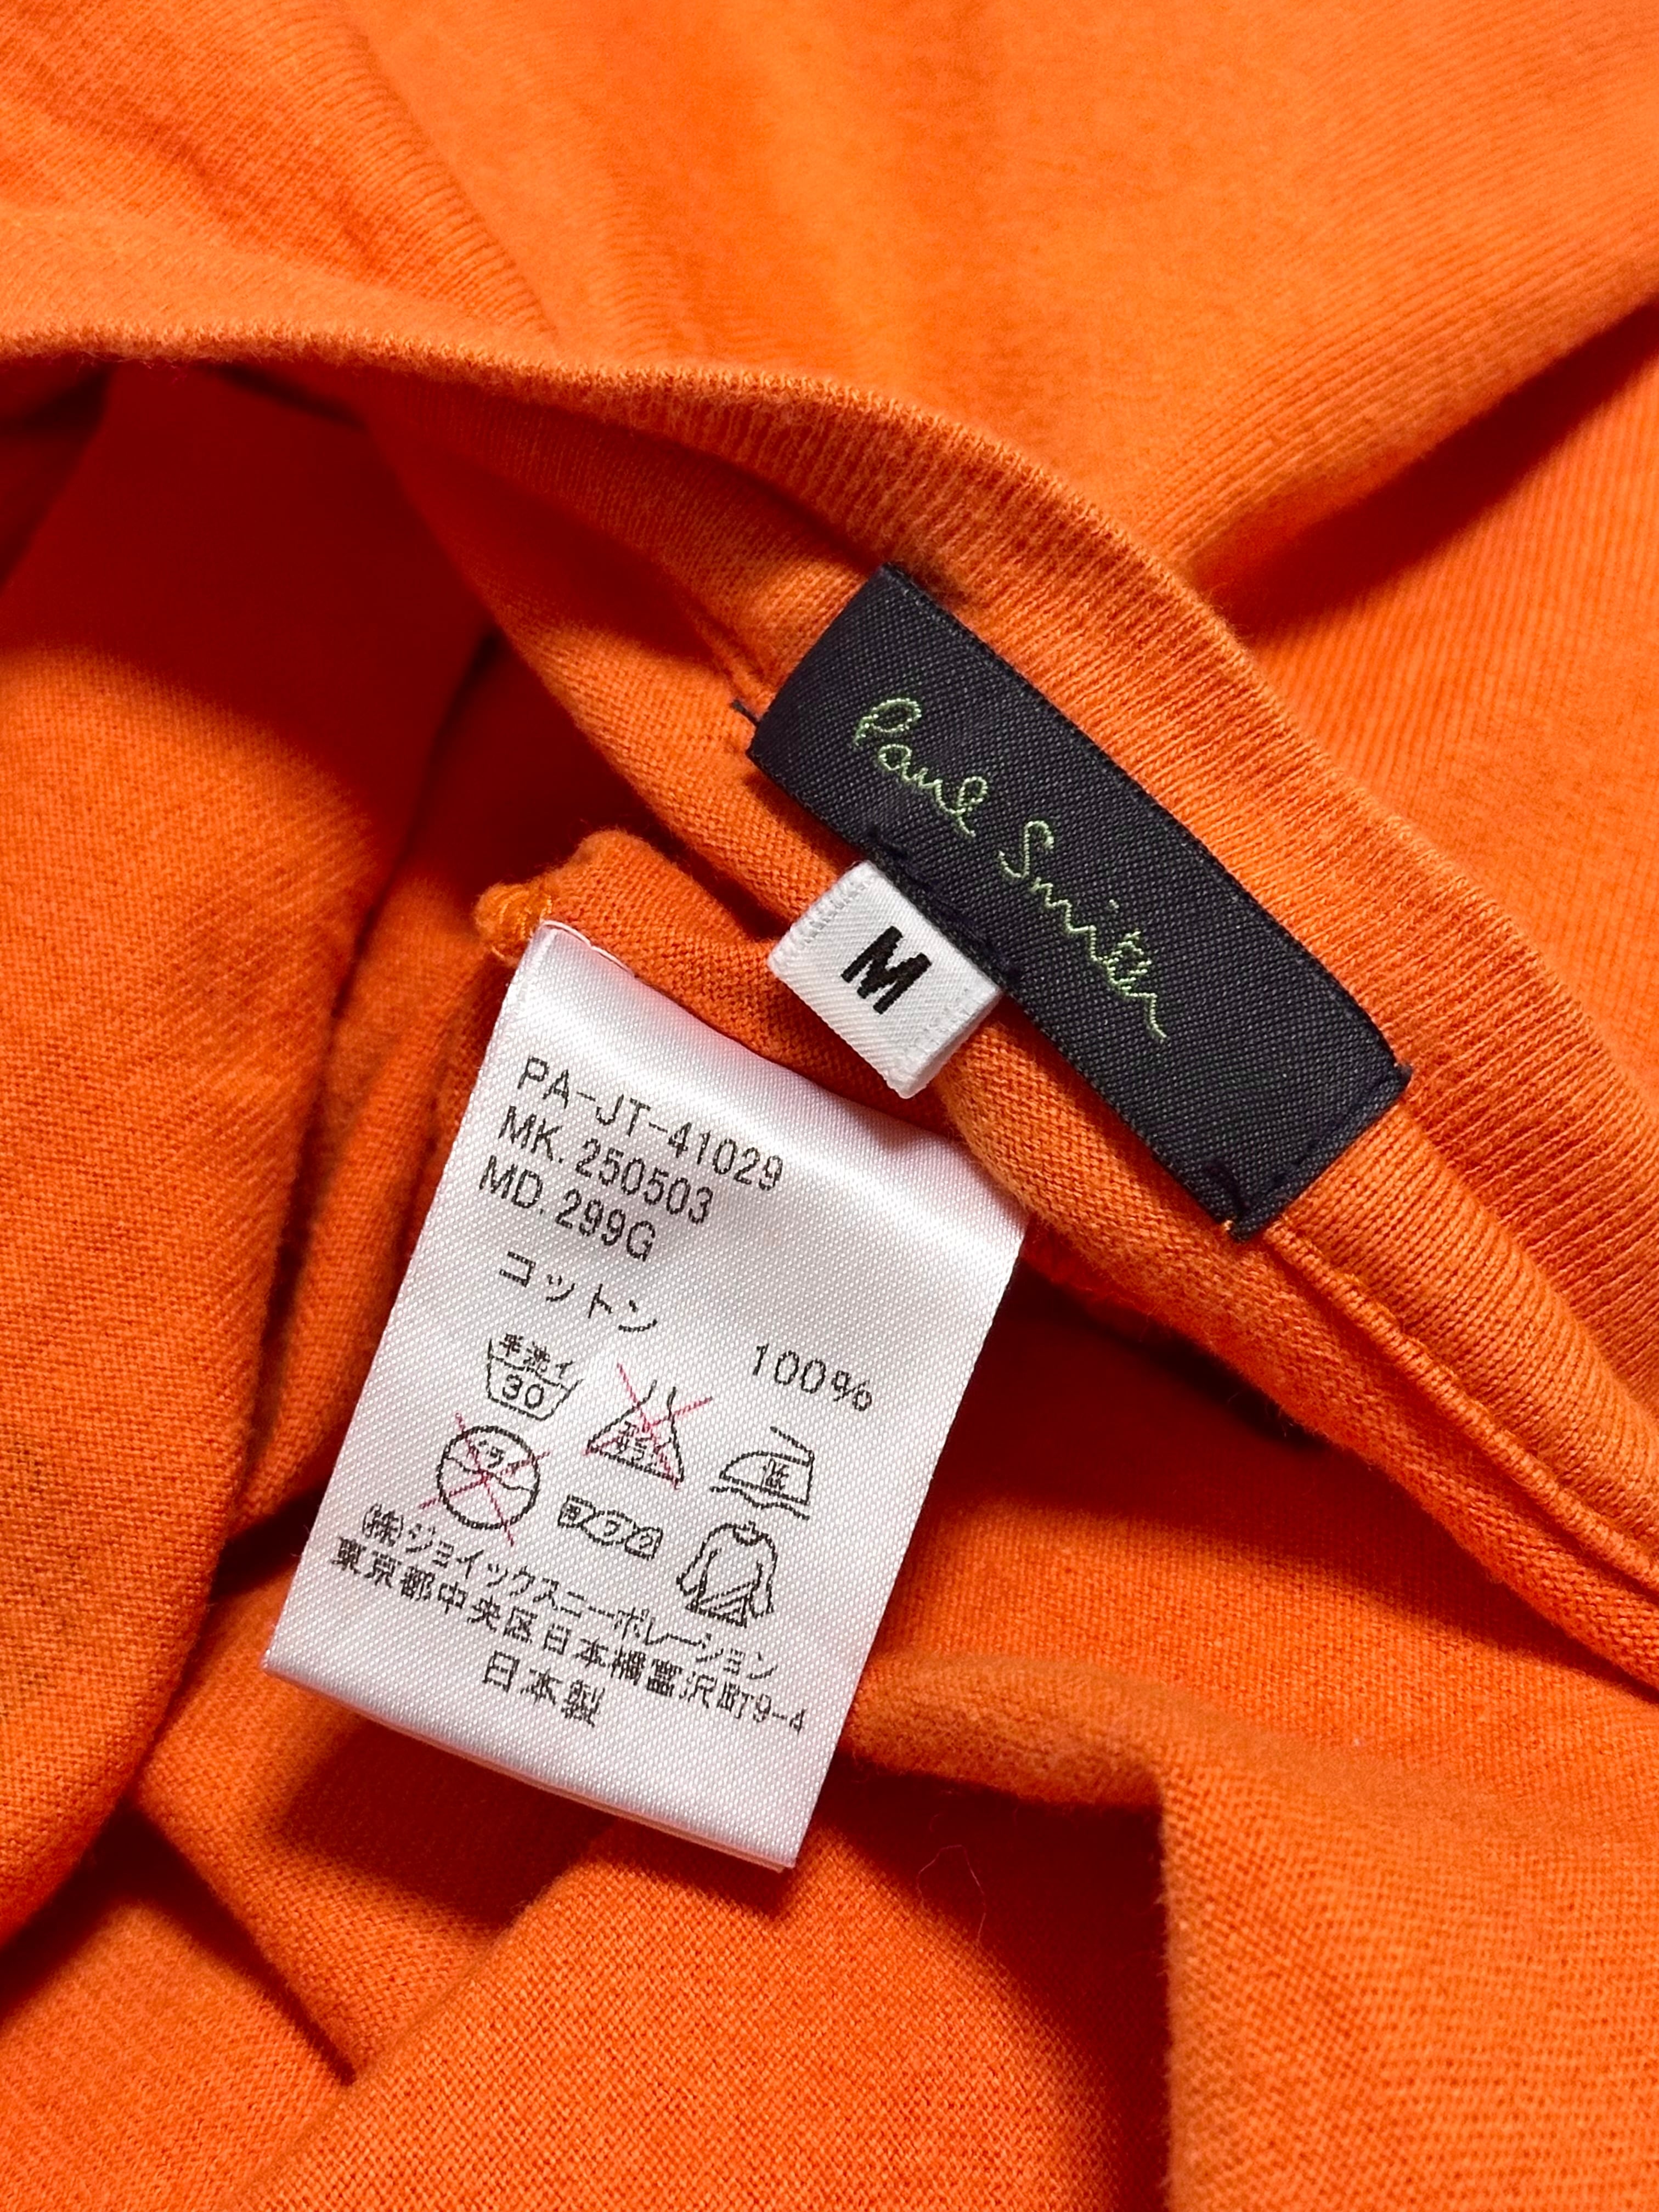 Paul Smith
M
PA-JT-41029
MK. 250503
MD. 299G
コットン 100%
手洗イ
30
(株)ジョイックスコーポレーション
東京都中央区日本橋富沢町9-4
日本製